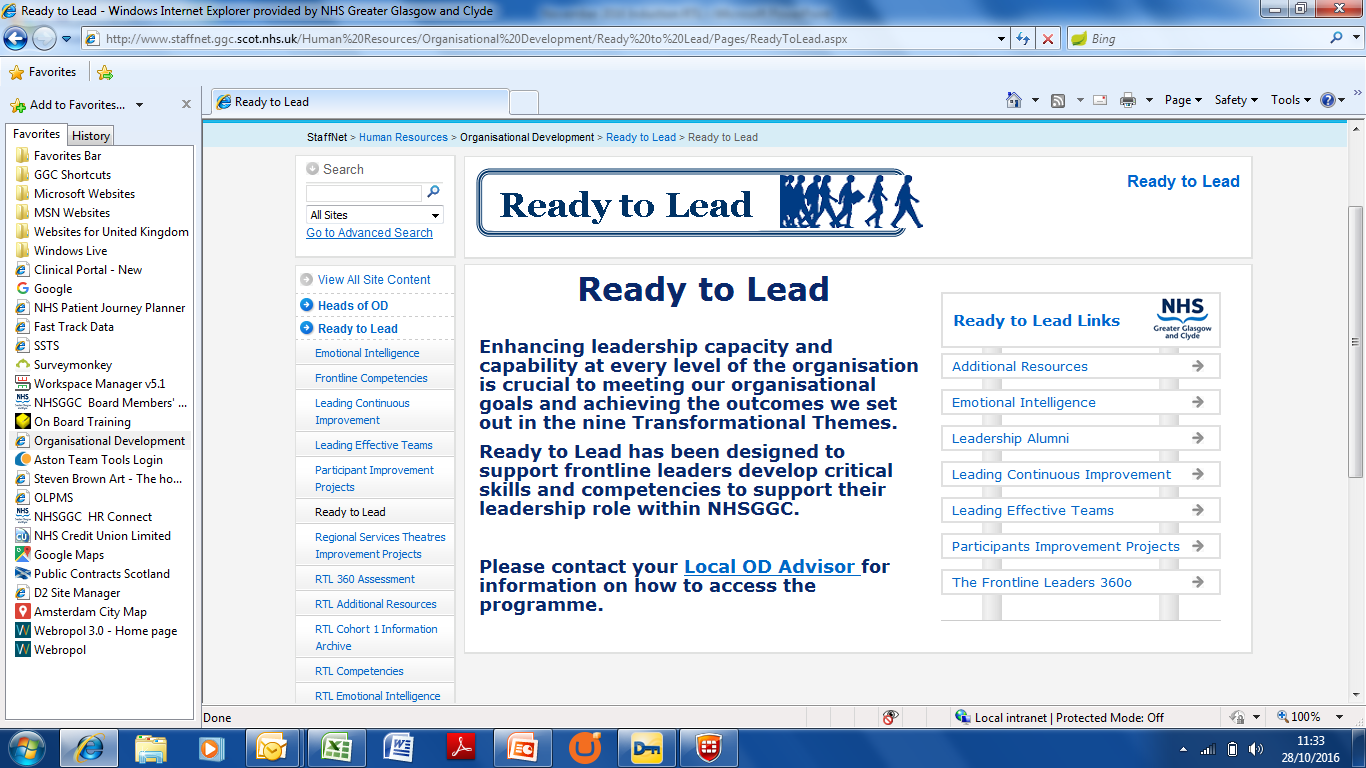 Ready to Lead - Windows Internet Explorer provided by NHS Greater Glasgow and Clyde
http://www.staffnet.ggc.scot.nhs.uk/Human%20Resources/Organisational%20Development/Ready%20to%20Lead/Pages/ReadyToLead.aspx
Bing
Favorites
Add to Favorites...
Ready to Lead
Page
Safety
Tools
Favorites
History
Favorites Bar
GGC Shortcuts
Microsoft Websites
MSN Websites
Websites for United Kingdom
Windows Live
Clinical Portal - New
Google
NHS Patient Journey Planner
Fast Track Data
SSTS
Surveymonkey
Workspace Manager v5.1
NHSGGC Board Members' ...
On Board Training
Organisational Development
Aston Team Tools Login
Steven Brown Art - The ho...
OLPMS
NHSGGC HR Connect
NHS Credit Union Limited
Google Maps
Public Contracts Scotland
D2 Site Manager
Amsterdam City Map
Webropol 3.0 - Home page
Webropol
StaffNet > Human Resources > Organisational Development > Ready to Lead > Ready to Lead
Search
All Sites
Go to Advanced Search
View All Site Content
Heads of OD
Ready to Lead
Emotional Intelligence
Frontline Competencies
Leading Continuous
Improvement
Leading Effective Teams
Participant Improvement
Projects
Ready to Lead
Regional Services Theatres
Improvement Projects
RTL 360 Assessment
RTL Additional Resources
RTL Cohort 1 Information
Archive
RTL Competencies
RTL Emotional Intelligence
Ready to Lead
Ready to Lead
Ready to Lead
Enhancing leadership capacity and
capability at every level of the organisation
is crucial to meeting our organisational
goals and achieving the outcomes we set
out in the nine Transformational Themes.
Ready to Lead has been designed to
support frontline leaders develop critical
skills and competencies to support their
leadership role within NHSGGC.
Please contact your Local OD Advisor for
information on how to access the
programme.
Ready to Lead Links
NHS
Greater Glasgow
and Clyde
Additional Resources
Emotional Intelligence
Leadership Alumni
Leading Continuous Improvement
Leading Effective Teams
Participants Improvement Projects
The Frontline Leaders 360o
Done
Local intranet | Protected Mode: Off
100%
11:33
28/10/2016